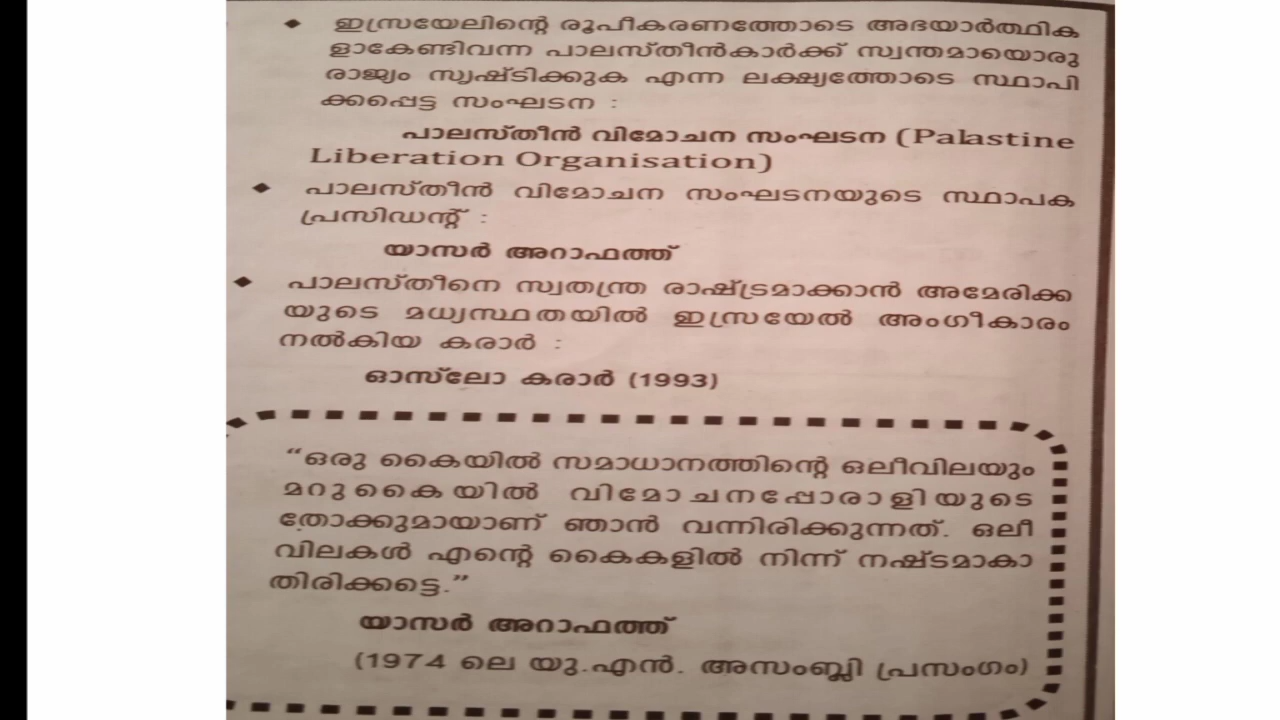 ഇസ്രയേലിന്റെ രൂപീകരണത്തോടെ അഭയാർത്ഥിക
ളാകേണ്ടിവന്ന പാലസ്തീൻകാർക്ക് സ്വന്തമായൊരു
രാജ്യം സൃഷ്ടിക്കുക എന്ന ലക്ഷ്യത്തോടെ സ്ഥാപി
ക്കപ്പെട്ട സംഘടന :
പാലസ്തീൻ വിമോചന സംഘടന (Palastine
Liberation Organisation)
പാലസ്തീൻ വിമോചന സംഘടനയുടെ സ്ഥാപക
പ്രസിഡന്റ് :
യാസർ അറാഫത്ത്
പാലസ്തീനെ സ്വതന്ത്ര രാഷ്ട്രമാക്കാൻ അമേരിക്ക
യുടെ മധ്യസ്ഥതയിൽ ഇസ്രയേൽ അംഗീകാരം
നൽകിയ കരാർ :
ഓസ്ലോ കരാർ (1993)
“ഒരു കൈയിൽ സമാധാനത്തിന്റെ ഒലീവിലയും
മറുകൈയിൽ വിമോചനപ്പോരാളിയുടെ
തോക്കുമായാണ് ഞാൻ വന്നിരിക്കുന്നത്. ഒലീ
വിലകൾ എന്റെ കൈകളിൽ നിന്ന് നഷ്ടമാകാ
തിരിക്കട്ടെ.”
യാസർ അറാഫത്ത്
(1974 ലെ യു.എൻ. അസംബ്ലി പ്രസംഗം)